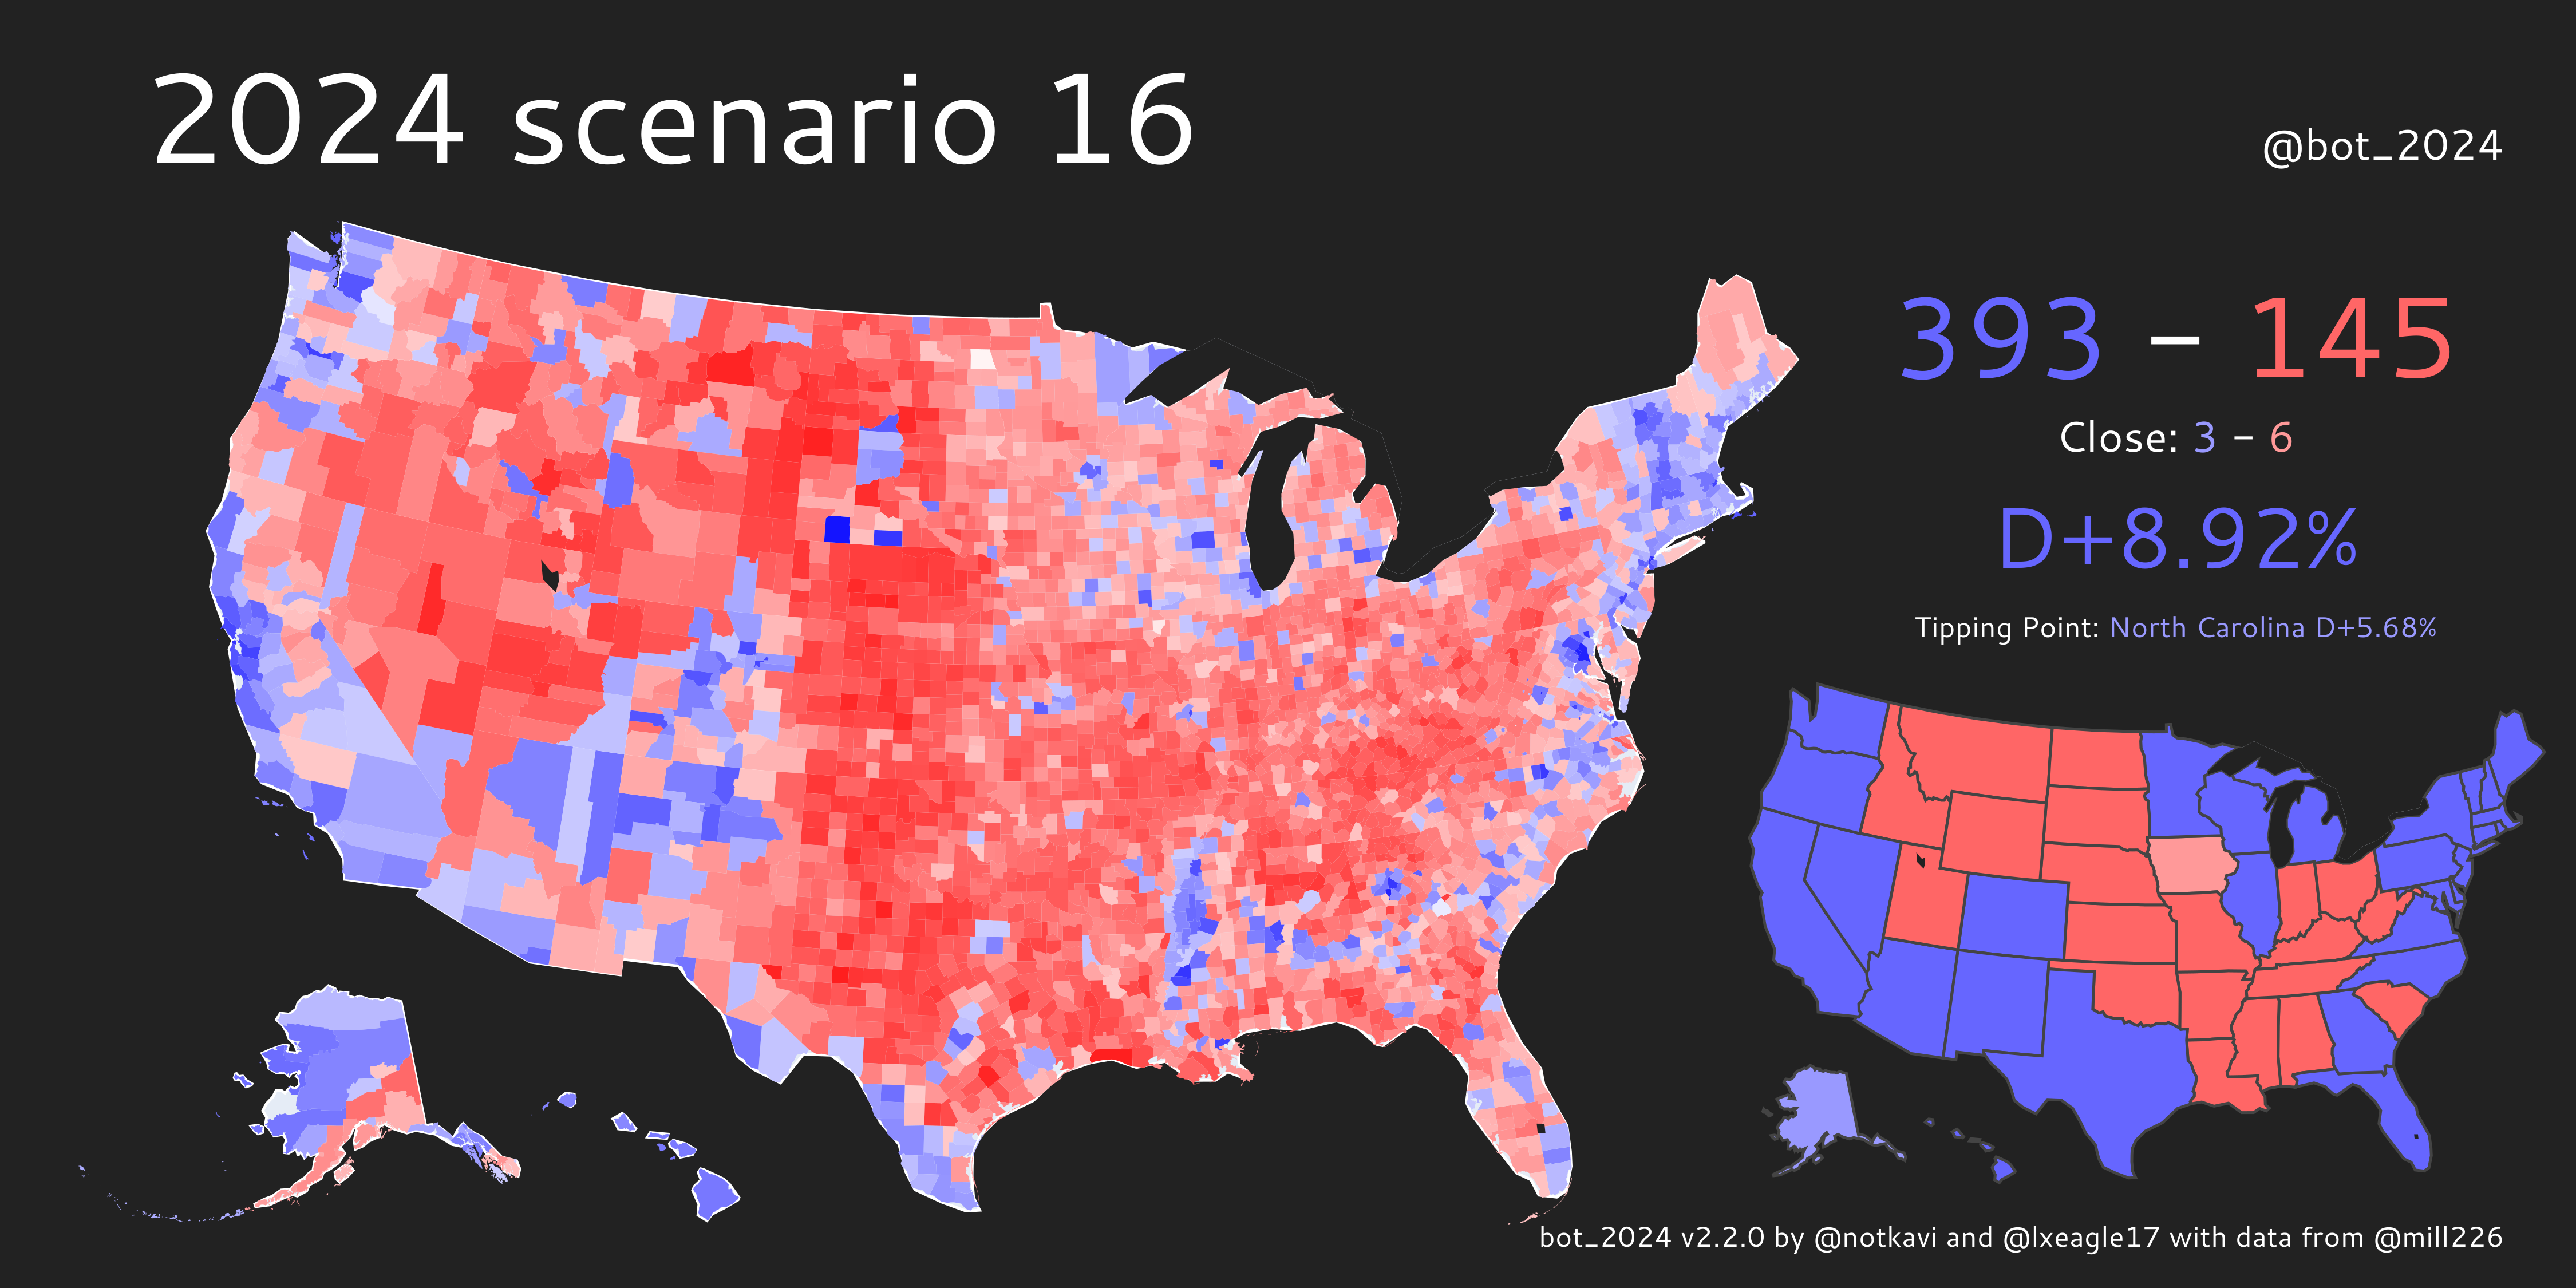 2024 scenario 16
@bot_2024
393 - 145
Close: 3 - 6
D+8.92%
Tipping Point: North Carolina D+5.68%
bot_2024 v2.2.0 by @notkavi and @lxeagle17 with data from @mill226